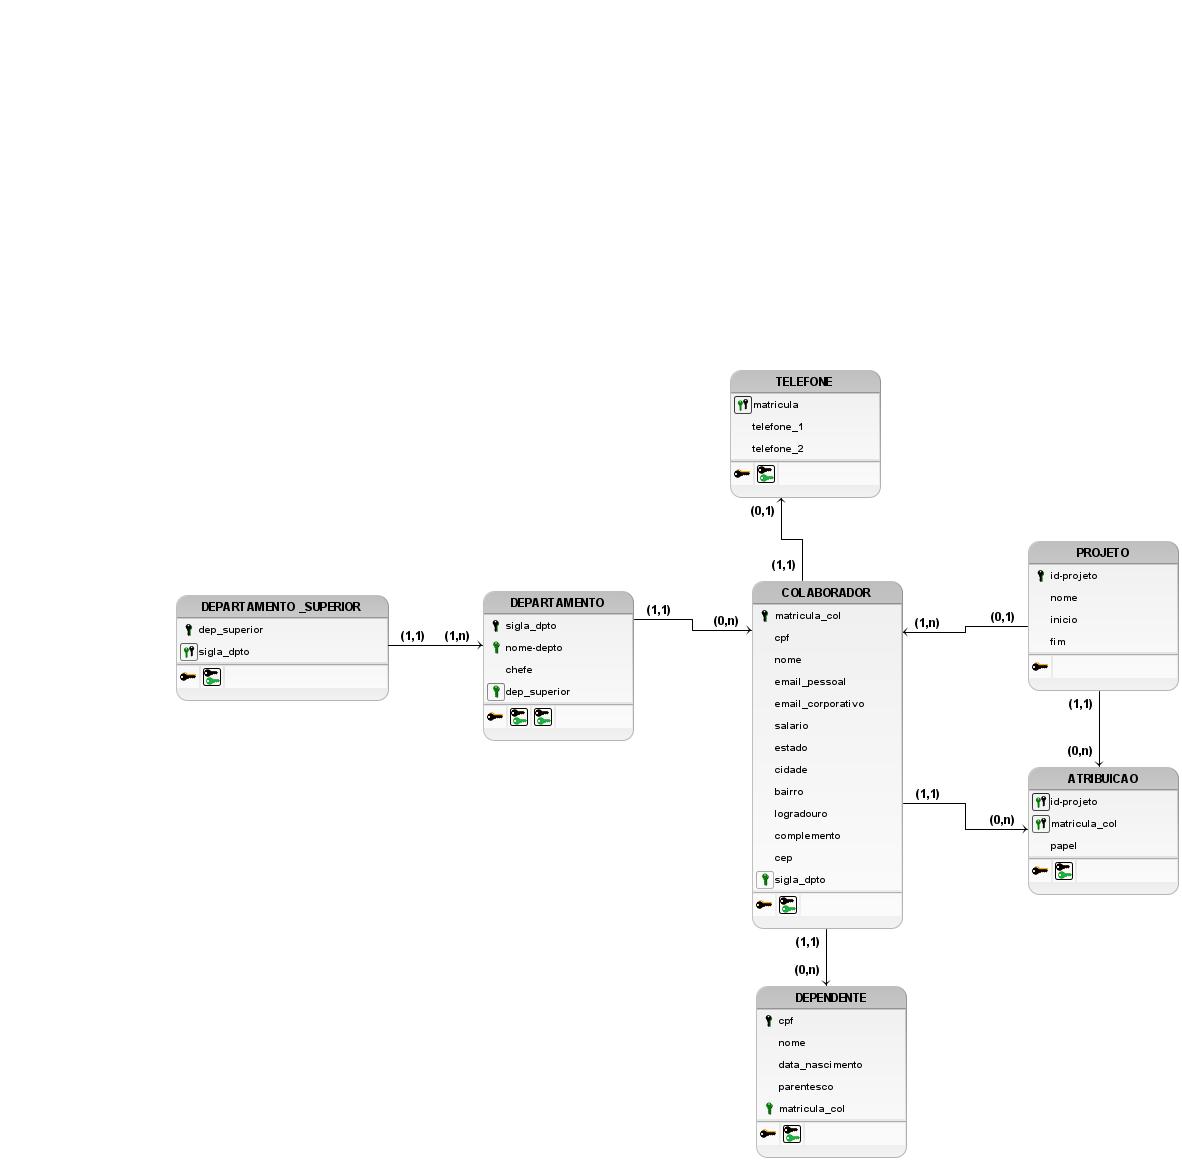 TELEFONE
matricula
telefone_1
telefone_2
(0,1)
(1,1)
DEPARTAMENTO _SUPERIOR
dep_superior
sigla_dpto
(1,1)
(1,n)
DEPARTAMENTO
sigla_dpto
nome-depto
chefe
dep_superior
(1,1)
(0,n)
COLABORADOR
matricula_col
cpf
nome
email_pessoal
email_corporativo
salario
estado
cidade
bairro
logradouro
complemento
cep
sigla_dpto
(1,n)
(0,1)
PROJETO
id-projeto
nome
inicio
fim
(1,1)
(0,n)
(1,1)
(0,n)
ATRIBUICAO
id-projeto
matricula_col
papel
(1,1)
(0,n)
DEPENDENTE
cpf
nome
data_nascimento
parentesco
matricula_col